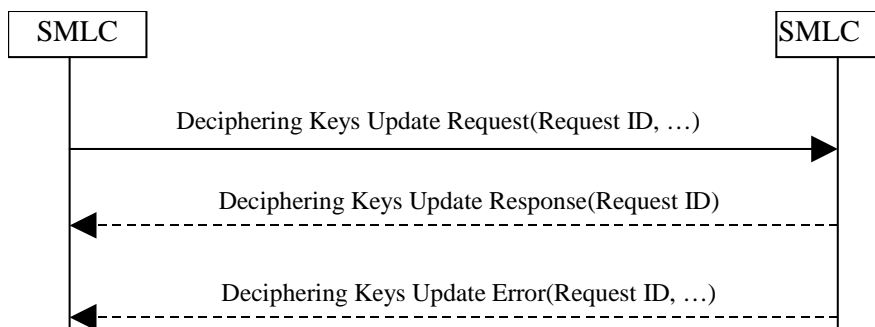 SMLC
SMLC
Deciphering Keys Update Request(Request ID, …)
Deciphering Keys Update Response(Request ID)
Deciphering Keys Update Error(Request ID, …)